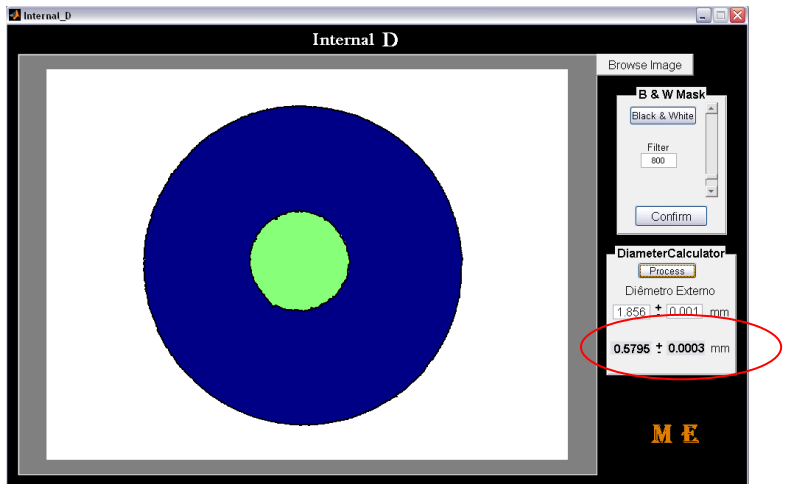 Internal_D
Internal D
Browse Image
B & W Mask
Black & White
Filter
800
Confirm
DiameterCalculator
Process
Diêmetro Externo
1.856 ± 0.001 mm
0.5795 ± 0.0003 mm
M E